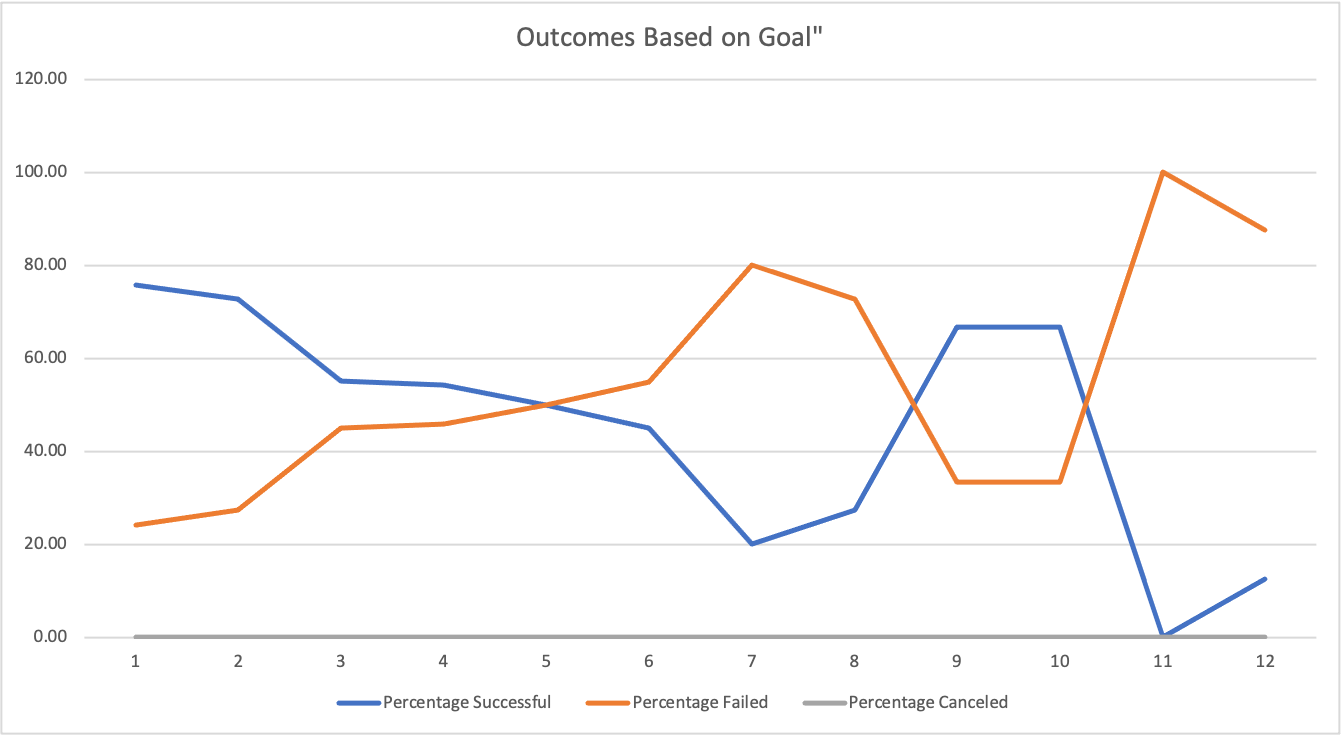 Outcomes Based on Goal"
120.00
100.00
80.00
60.00
40.00
20.00
0.00
1 2 3 4 5 6 7 8 9 10 11 12
Percentage Successful Percentage Failed Percentage Canceled